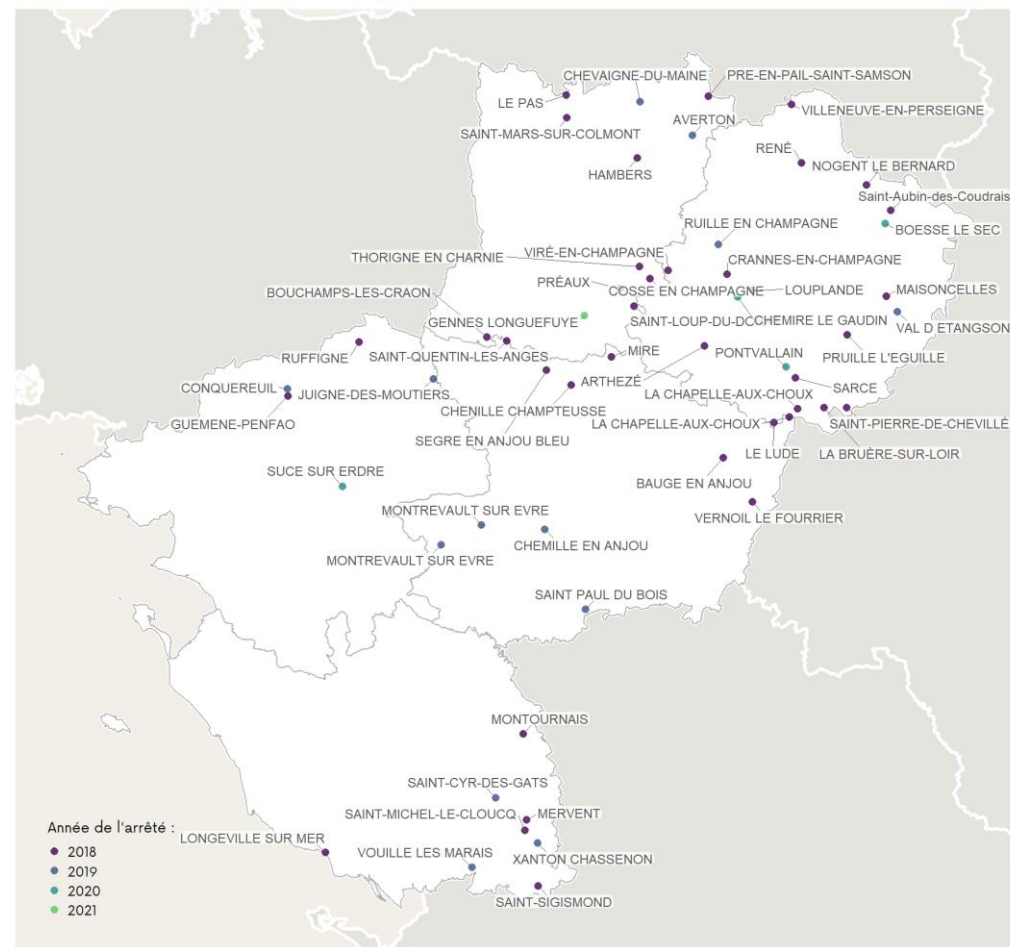 CHEVAIGNE-DU-MAINE
PRE-EN-PAIL-SAINT-SAMSON
LE PAS
VILLENEUVE-EN-PERSEIGNE
SAINT-MARS-SUR-COLMONT
AVERTON
RENÉ
NOGENT LE BERNARD
HAMBERS
Saint-Aubin-des-Coudrais
RUILLE EN CHAMPAGNE
BOESSE LE SEC
VIRÉ-EN-CHAMPAGNE
THORIGNE EN CHARNIE
CRANNES-EN-CHAMPAGNE
PRÉAUX
COSSE EN CHAMPAGNE
LOUPLANDE
MAISONCELLES
BOUCHAMPS-LES-CRAON
SAINT-LOUP-DU-DO
CHEMIRE LE GAUDIN
GENNES LONGUEFUYE
VAL D ETANGSON
RUFFIGNE
SAINT-QUENTIN-LES-ANGES
MIRE
PONTVALLAIN
PRUILLE L'EGUILLE
CONQUEREUIL
JUIGNE-DES-MOUTIERS
ARTHEZÉ
SARCE
LA CHAPELLE-AUX-CHOUX
CHENILLE CHAMPTEUSSE
GUEMENE-PENFAO
LA CHAPELLE-AUX-CHOUX
SAINT-PIERRE-DE-CHEVILLÉ
SEGRE EN ANJOU BLEU
LE LUDE
LA BRUÈRE-SUR-LOIR
SUCE SUR ERDRE
BAUGE EN ANJOU
MONTREVAULT SUR EVRE
VERNOIL LE FOURRIER
CHEMILLE EN ANJOU
MONTREVAULT SUR EVRE
SAINT PAUL DU BOIS
MONTOURNAIS
SAINT-CYR-DES-GATS
SAINT-MICHEL-LE-CLOUCQ
MERVENT
LONGEVILLE SUR MER
VOUILLE LES MARAIS
XANTON CHASSENON
SAINT-SIGISMOND
Année de l'arrêté :
2018
2019
2020
2021